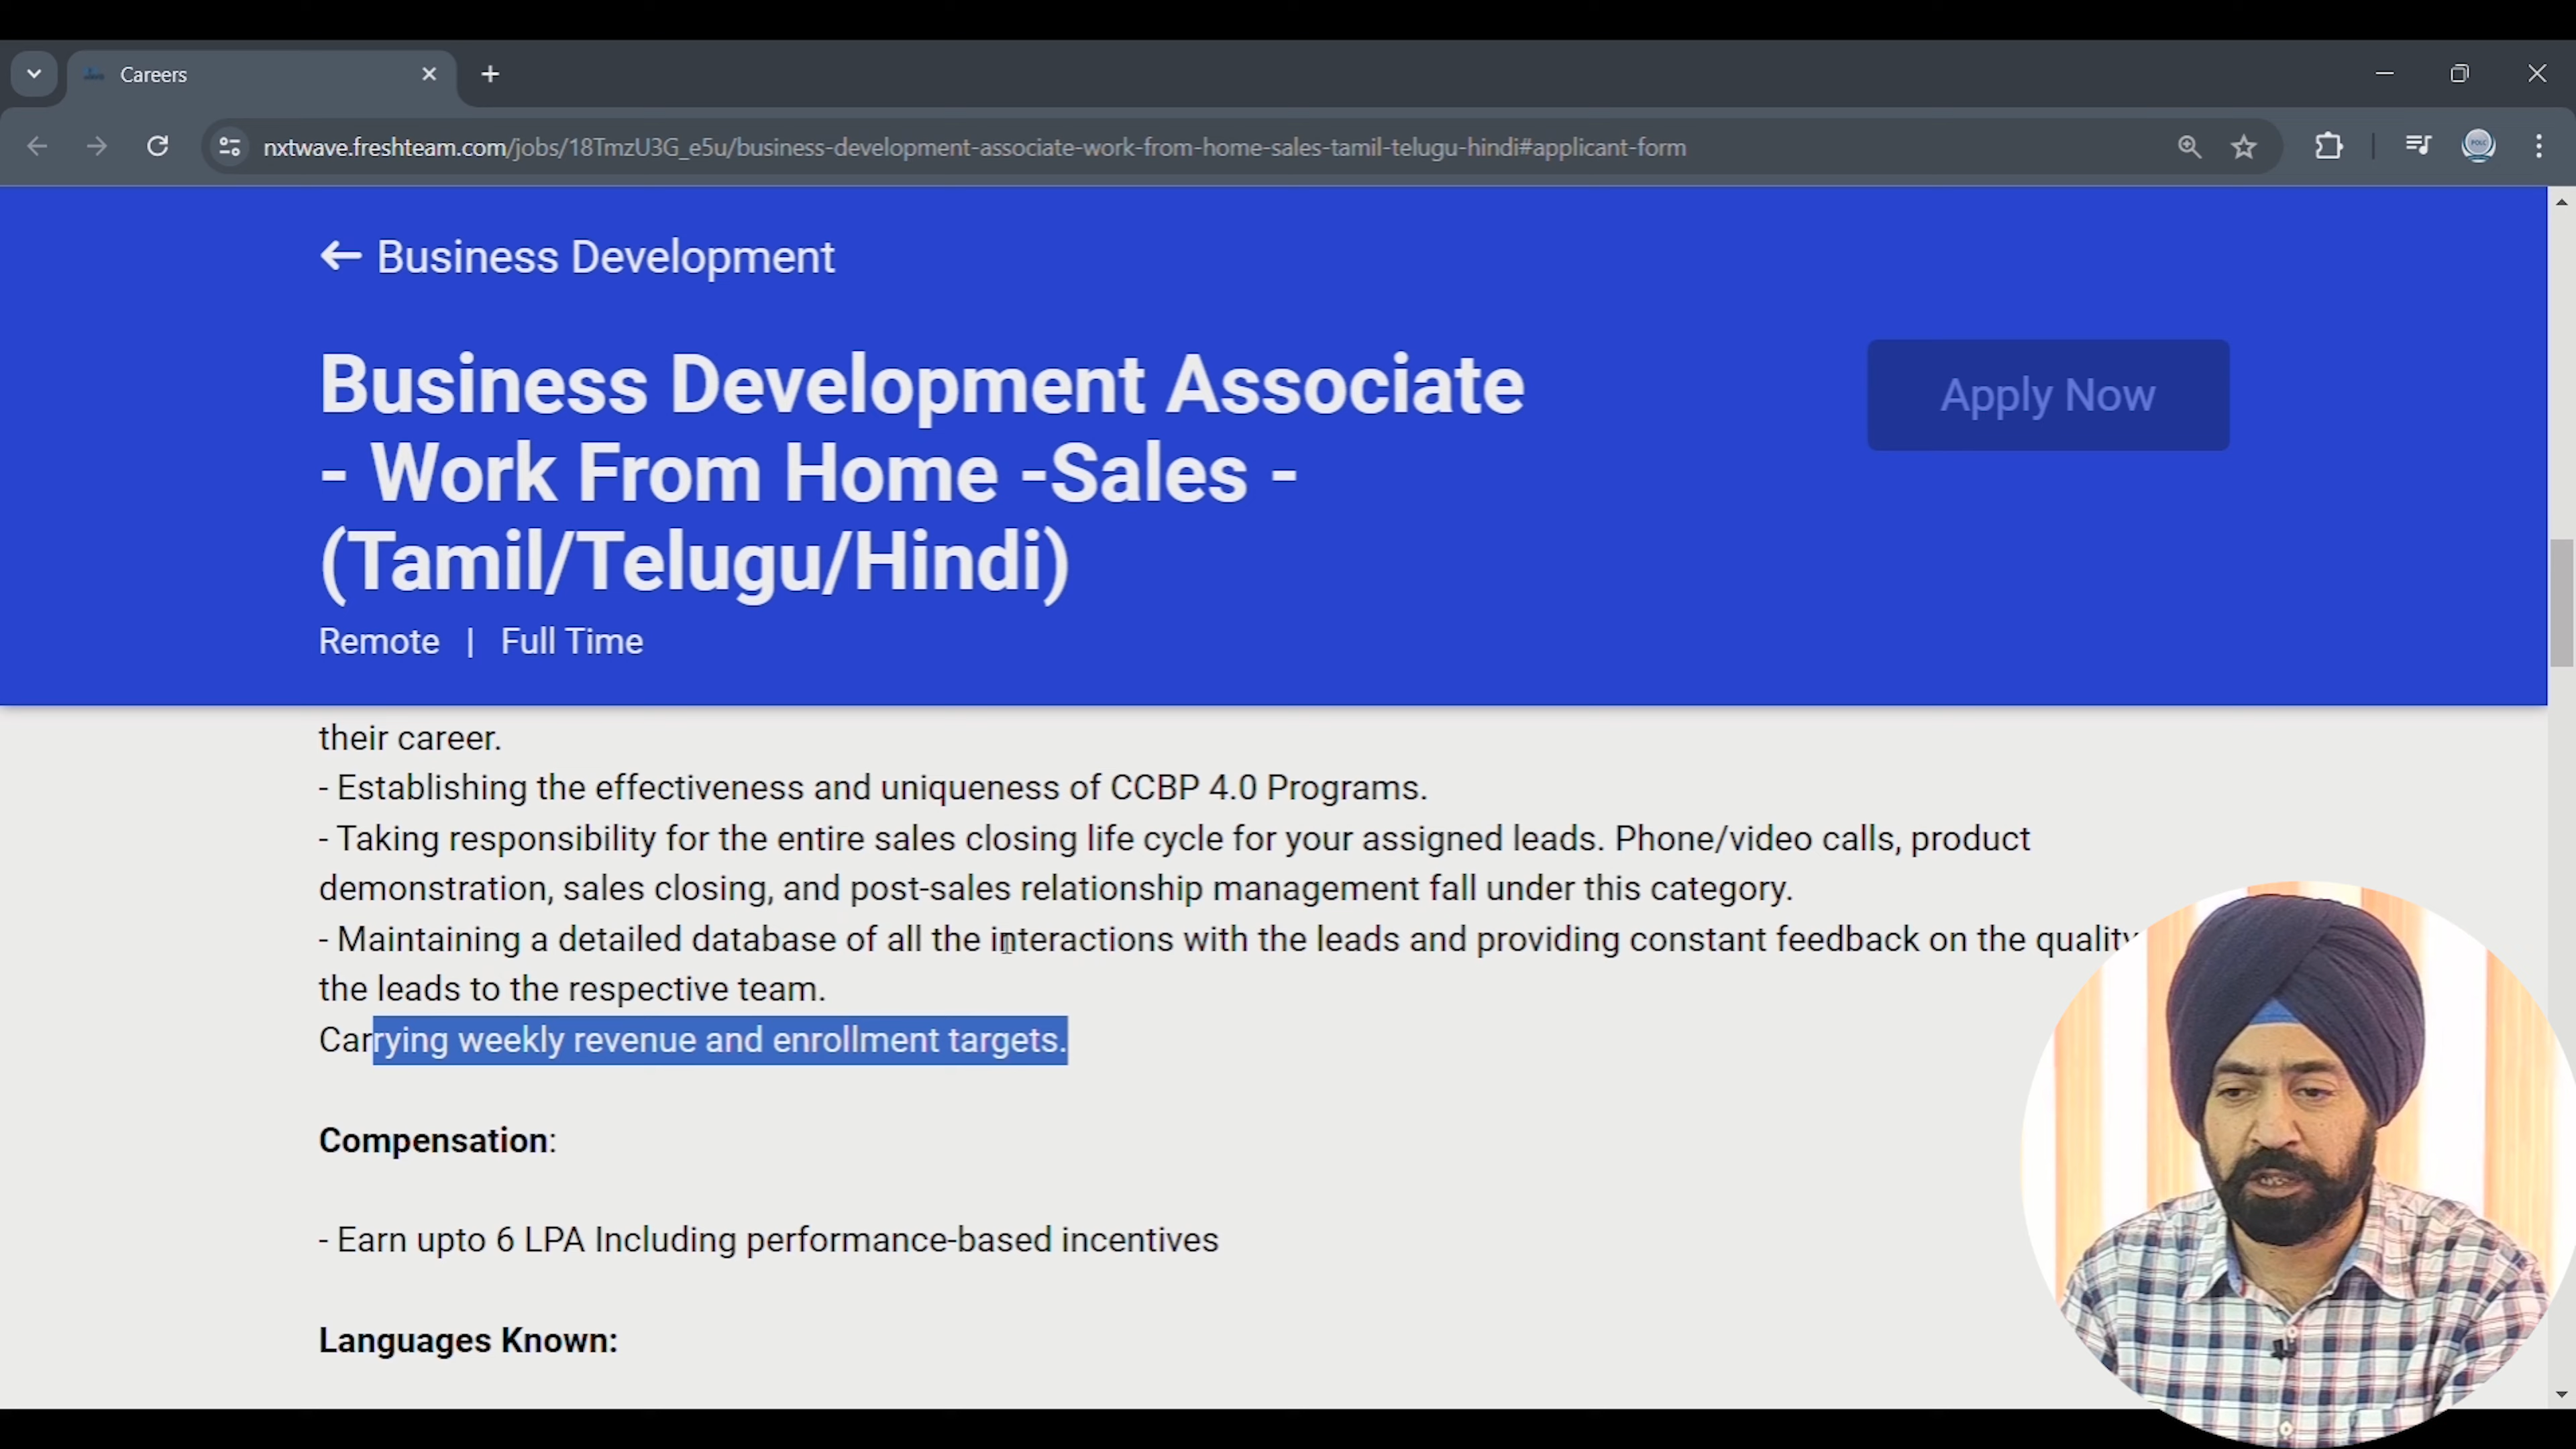 Careers
nxtwave.freshteam.com/jobs/18TmzU3G_e5u/business-development-associate-work-from-home-sales-tamil-telugu-hindi#applicant-form
← Business Development
Business Development Associate
- Work From Home -Sales -
(Tamil/Telugu/Hindi)
Apply Now
Remote | Full Time
their career.
- Establishing the effectiveness and uniqueness of CCBP 4.0 Programs.
- Taking responsibility for the entire sales closing life cycle for your assigned leads. Phone/video calls, product
demonstration, sales closing, and post-sales relationship management fall under this category.
- Maintaining a detailed database of all the interactions with the leads and providing constant feedback on the quality
the leads to the respective team.
Carrying weekly revenue and enrollment targets.
Compensation:
- Earn upto 6 LPA Including performance-based incentives
Languages Known: